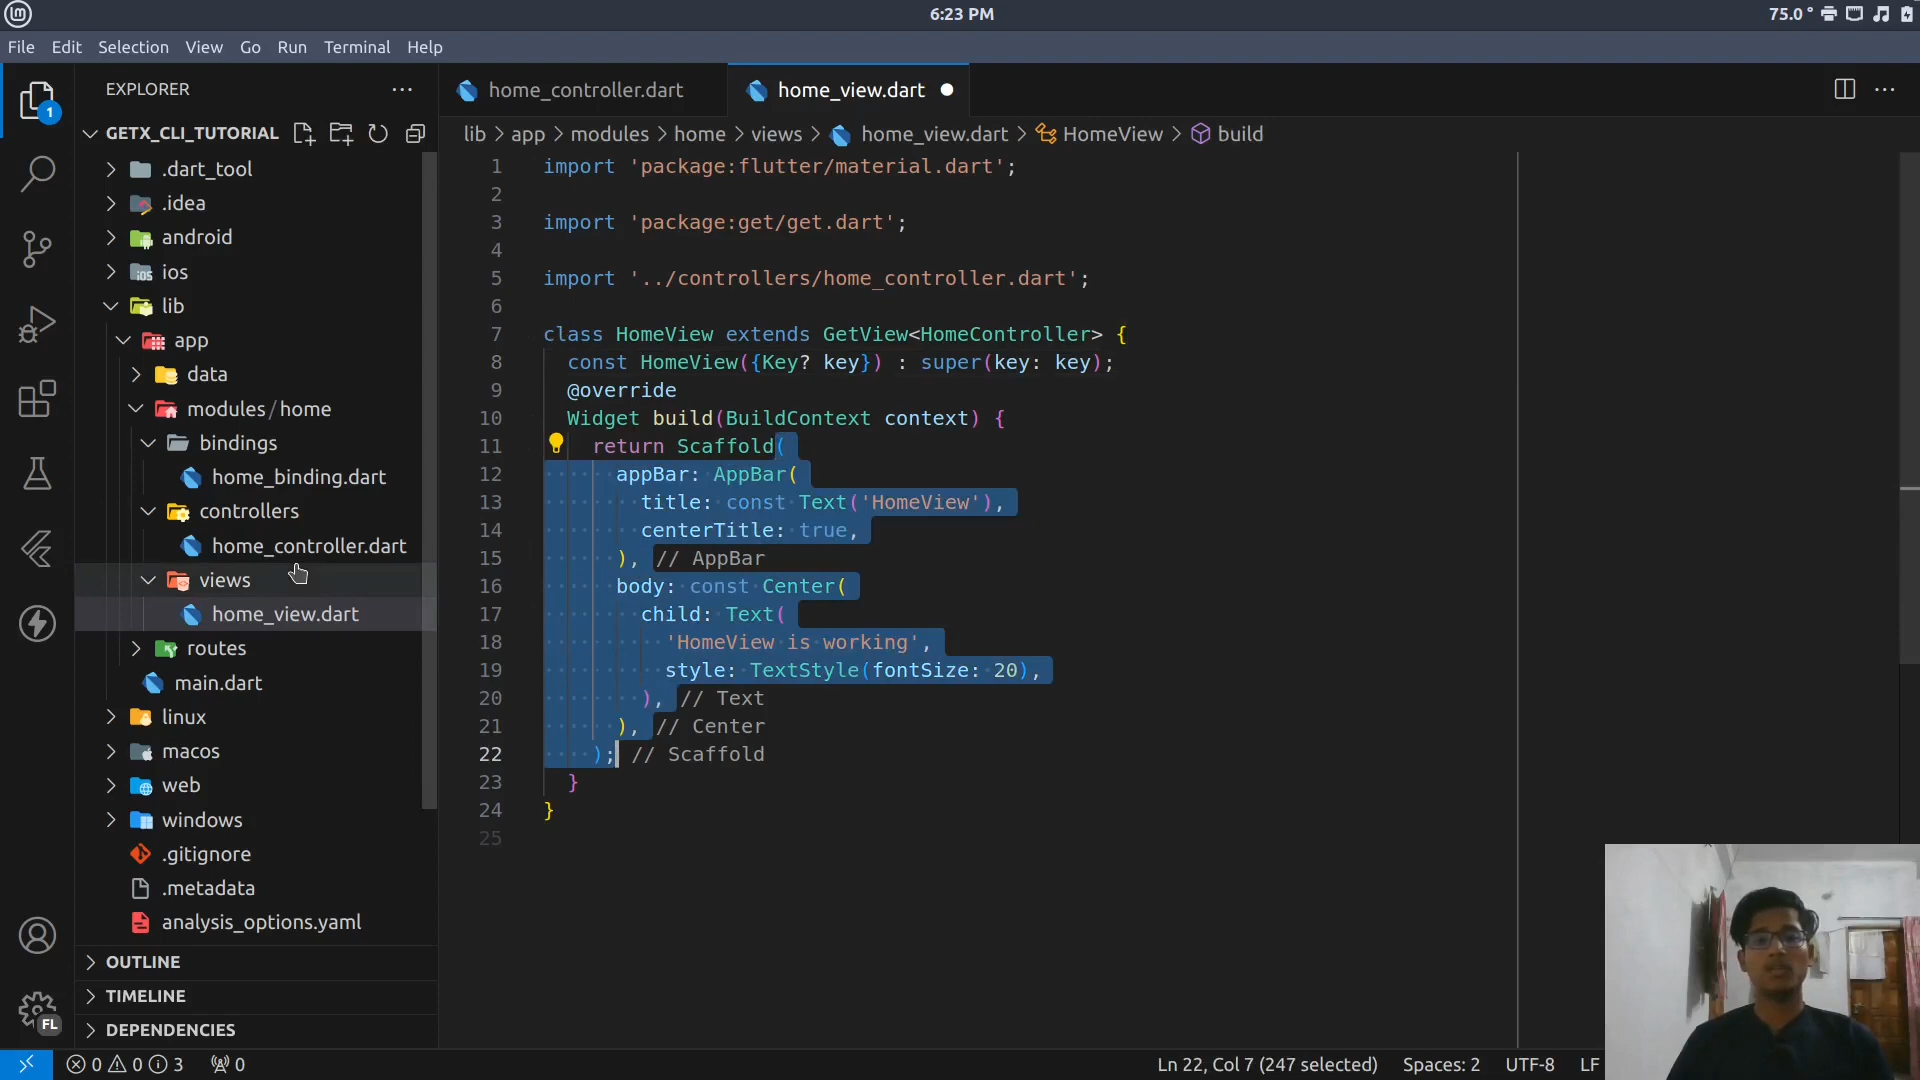 6:23 PM
75.0 °
File Edit Selection View Go Run Terminal Help
1
EXPLORER
GETX_CLI_TUTORIAL
.dart_tool
.idea
android
ios
lib
app
data
modules / home
bindings
home_binding.dart
controllers
home_controller.dart
views
home_view.dart
routes
main.dart
linux
macos
web
windows
.gitignore
.metadata
analysis_options.yaml
OUTLINE
TIMELINE
DEPENDENCIES
FL
home_controller.dart
home_view.dart
lib > app > modules > home > views > home_view.dart > HomeView > build
1 import 'package:flutter/material.dart';
2
3 import 'package:get/get.dart';
4
5 import '../controllers/home_controller.dart';
6
7 class HomeView extends GetView<HomeController> {
8 const HomeView({Key? key}) : super(key: key);
9 @override
10 Widget build(BuildContext context) {
11 return Scaffold(
12 appBar: AppBar(
13 title: const Text('HomeView'),
14 centerTitle: true,
15 ), // AppBar
16 body: const Center(
17 child: Text(
18 'HomeView is working',
19 style: TextStyle(fontSize: 20),
20 ), // Text
21 ), // Center
22 ); // Scaffold
23 }
24 }
25
0 0 3 0
Ln 22, Col 7 (247 selected) Spaces: 2 UTF-8 LF